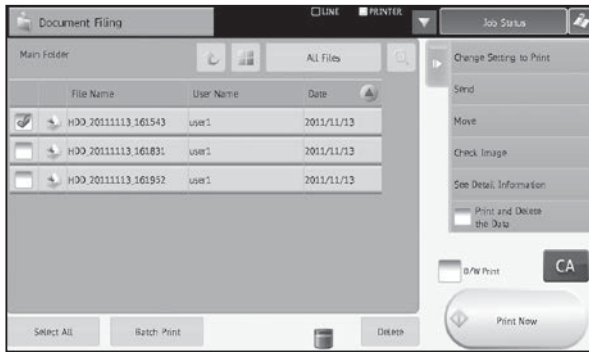 Document Filing
LINE
PRINTER
Job Status
Main Folder
All Files
Change Setting to Print
File Name
User Name
Date
Send
HDD_20111113_161543
user1
2011/11/13
Move
HDD_20111113_161831
user1
2011/11/13
Check Image
HDD_20111113_161952
user1
2011/11/13
See Detail Information
Print and Delete
the Data
B/W Print
CA
Select All
Batch Print
Delete
Print Now